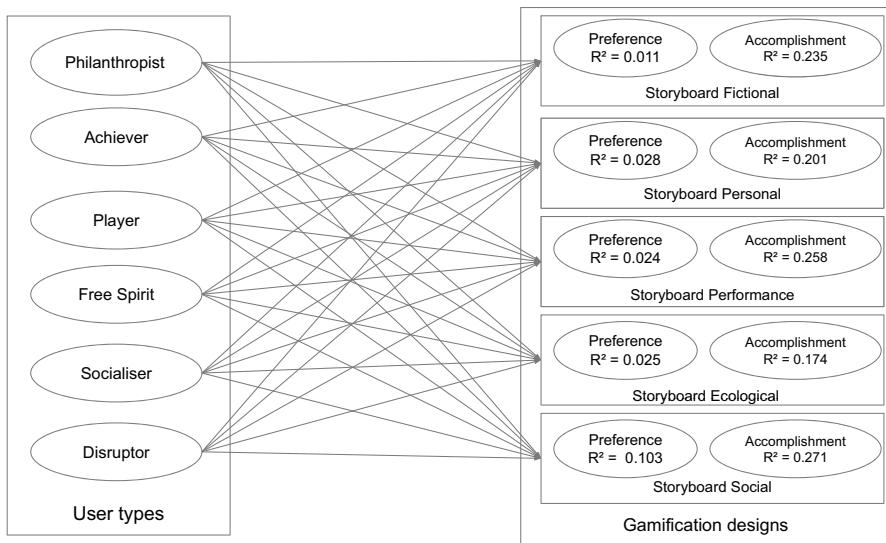 Philanthropist
Achiever
Player
Free Spirit
Socialiser
Disruptor
User types
Preference
R² = 0.011
Accomplishment
R² = 0.235
Storyboard Fictional
Preference
R² = 0.028
Accomplishment
R² = 0.201
Storyboard Personal
Preference
R² = 0.024
Accomplishment
R² = 0.258
Storyboard Performance
Preference
R² = 0.025
Accomplishment
R² = 0.174
Storyboard Ecological
Preference
R² = 0.103
Accomplishment
R² = 0.271
Storyboard Social
Gamification designs